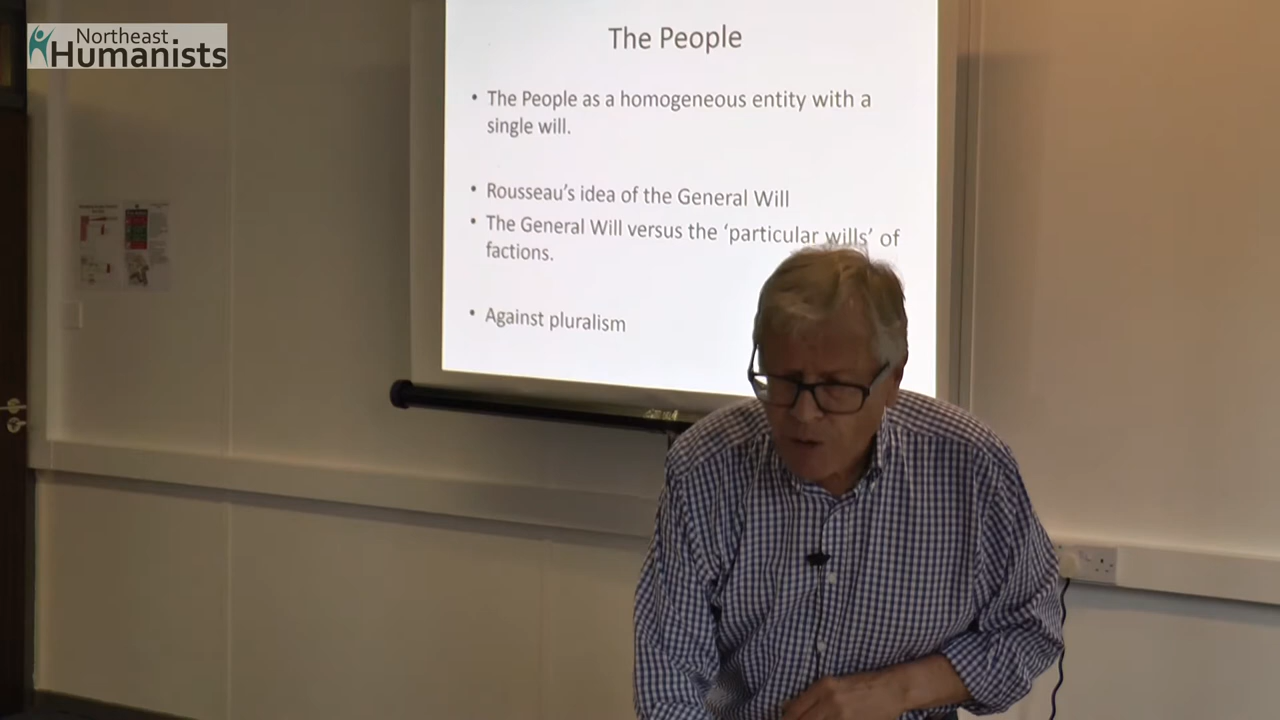 Northeast
Humanists
The People
• The People as a homogeneous entity with a
single will.
• Rousseau's idea of the General Will
• The General Will versus the ‘particular wills’ of
factions.
• Against pluralism